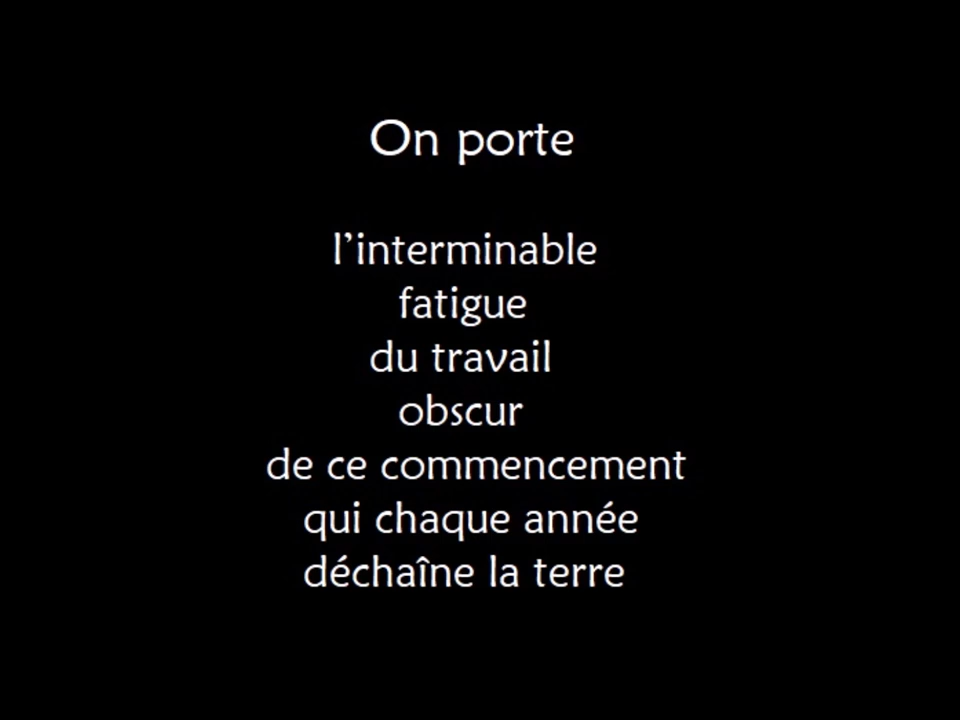 On porte
l’interminable
fatigue
du travail
obscur
de ce commencement
qui chaque année
déchaîne la terre